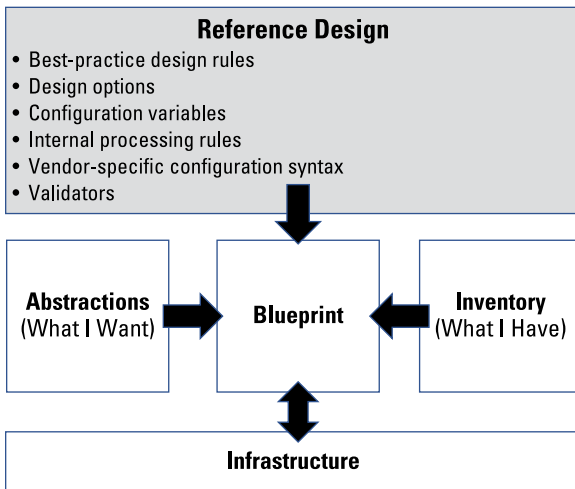 Reference Design
• Best-practice design rules
• Design options
• Configuration variables
• Internal processing rules
• Vendor-specific configuration syntax
• Validators
Abstractions
(What I Want)
Blueprint
Inventory
(What I Have)
Infrastructure